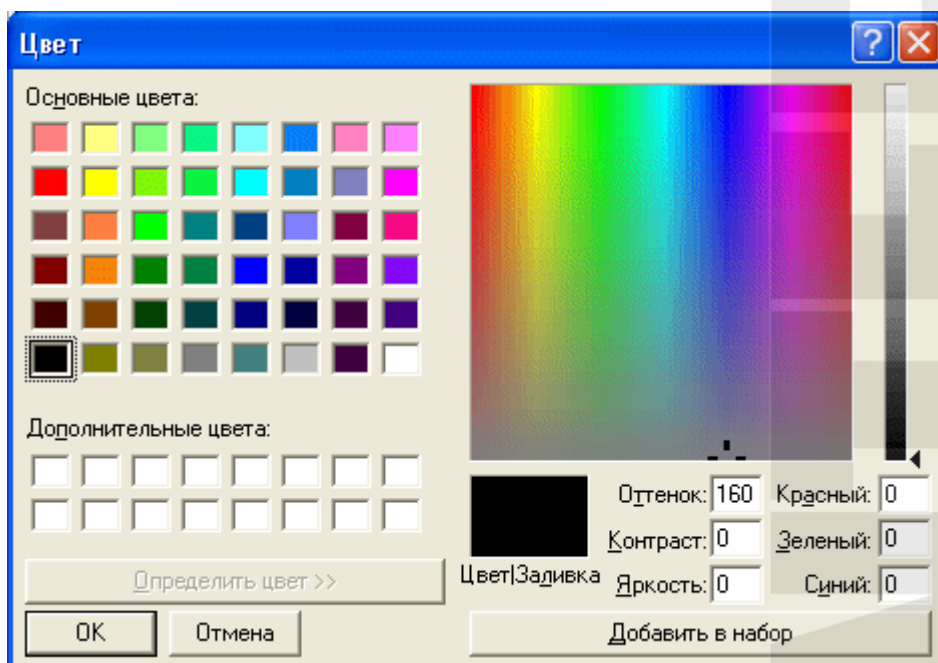 Цвет
Основные цвета:
Дополнительные цвета:
Определить цвет >>
ОК
Отмена
Цвет|Заливка
Оттенок: 160
Контраст: 0
Яркость: 0
Красный: 0
Зеленый: 0
Синий: 0
Добавить в набор